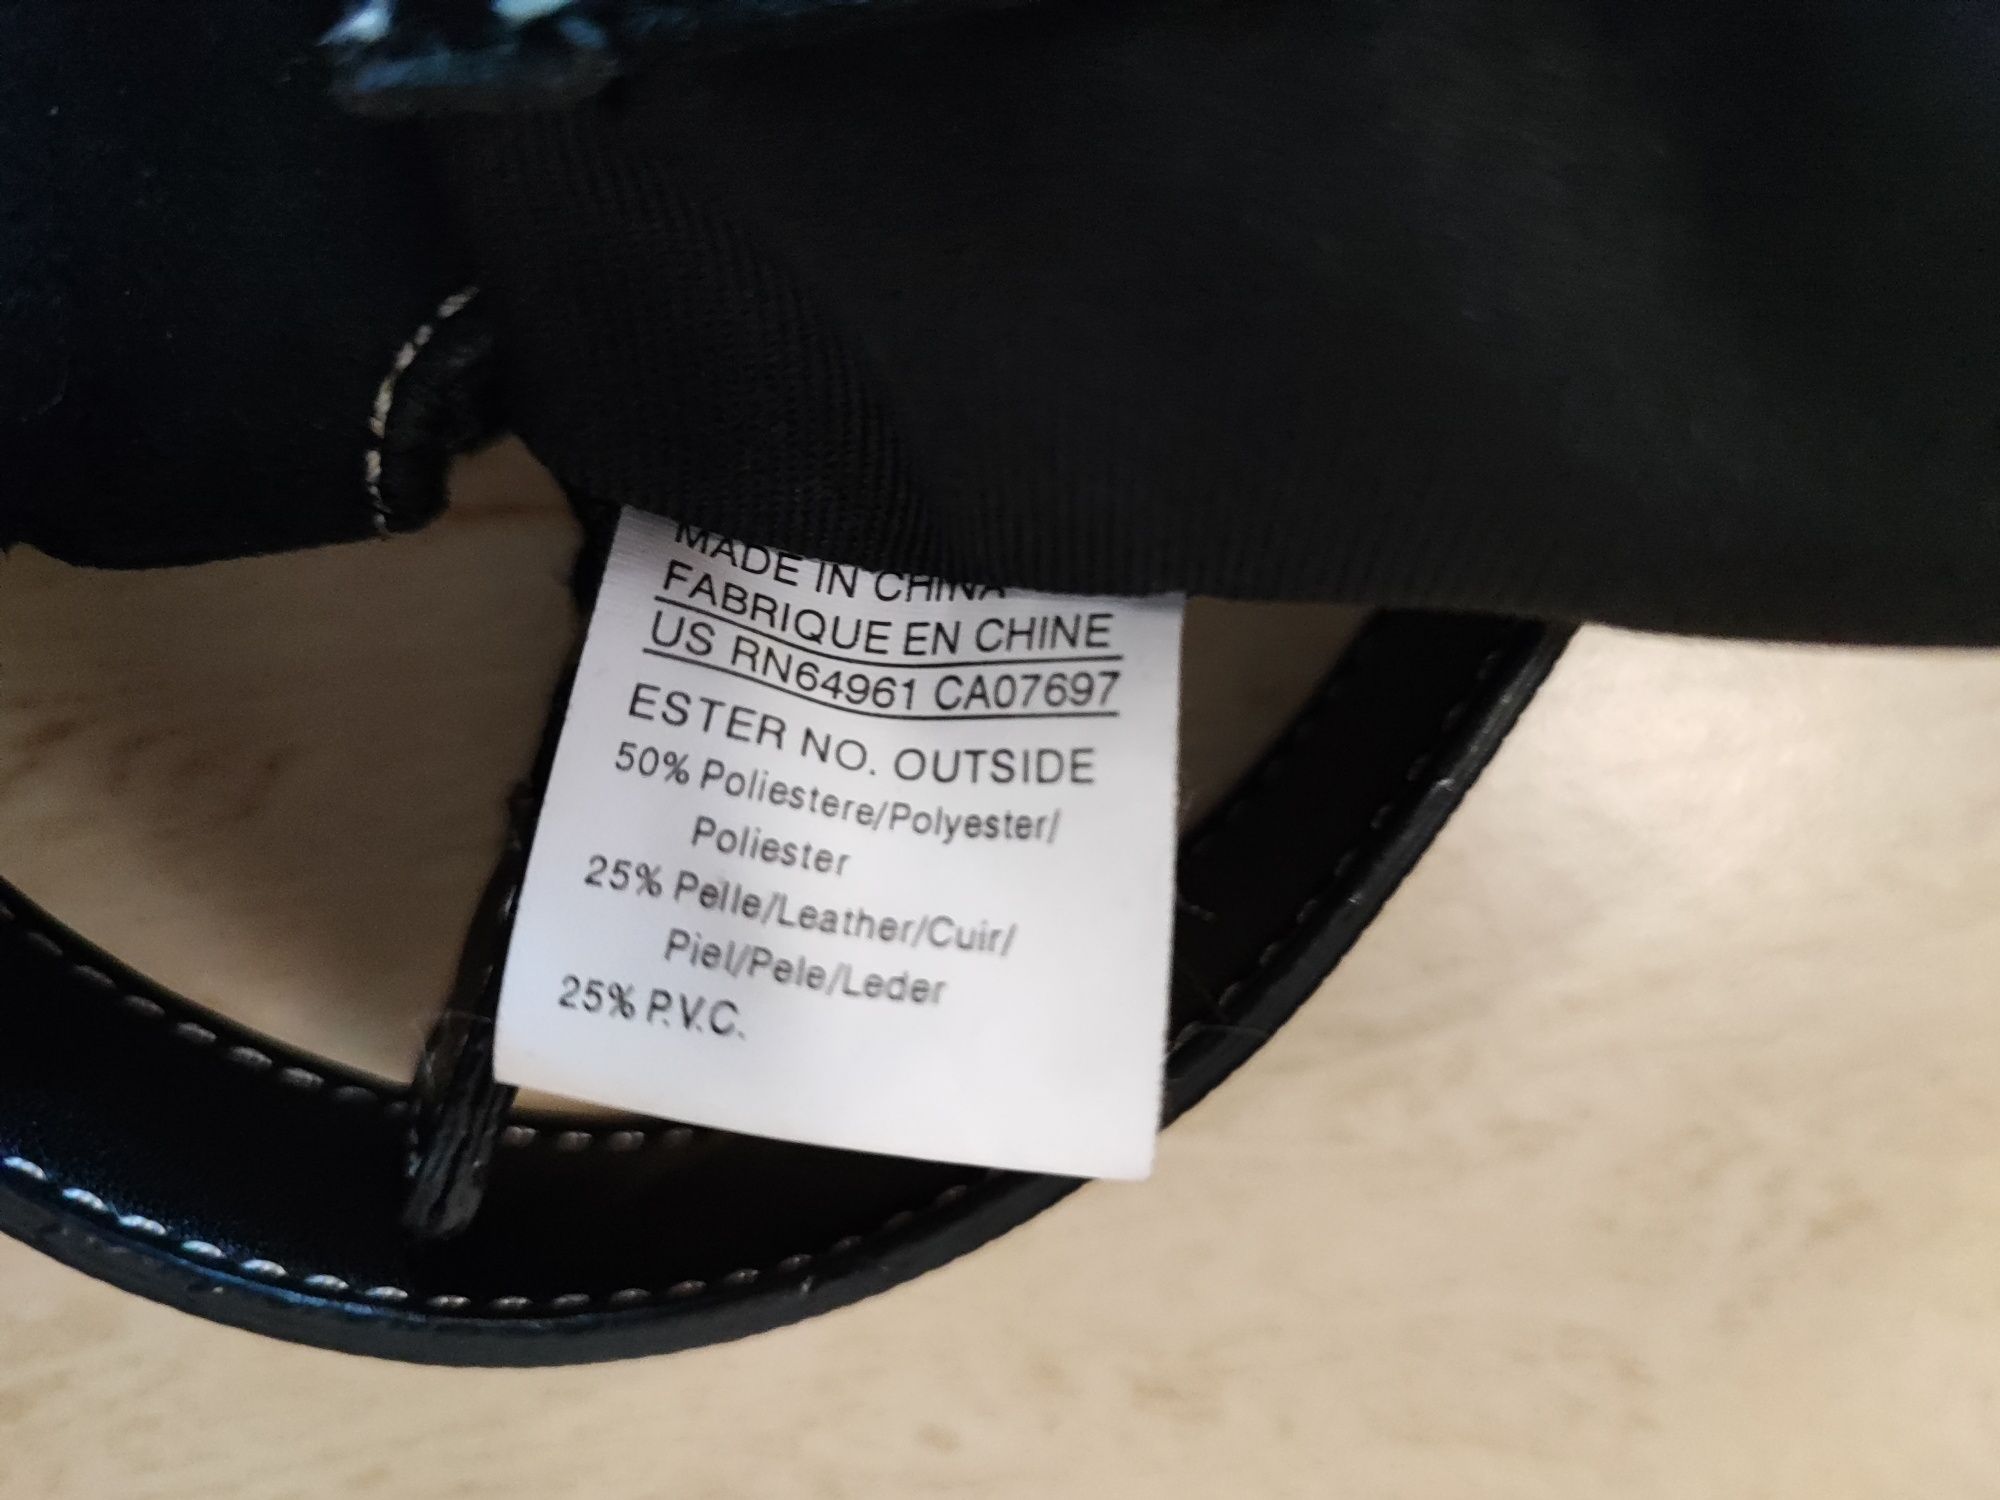 MADE IN CHINA
FABRIQUE EN CHINE
US RN64961 CA07697
ESTER NO. OUTSIDE
50% Poliestere/Polyester/
Poliester
25% Pelle/Leather/Cuir/
Piel/Pele/Leder
25% P.V.C.